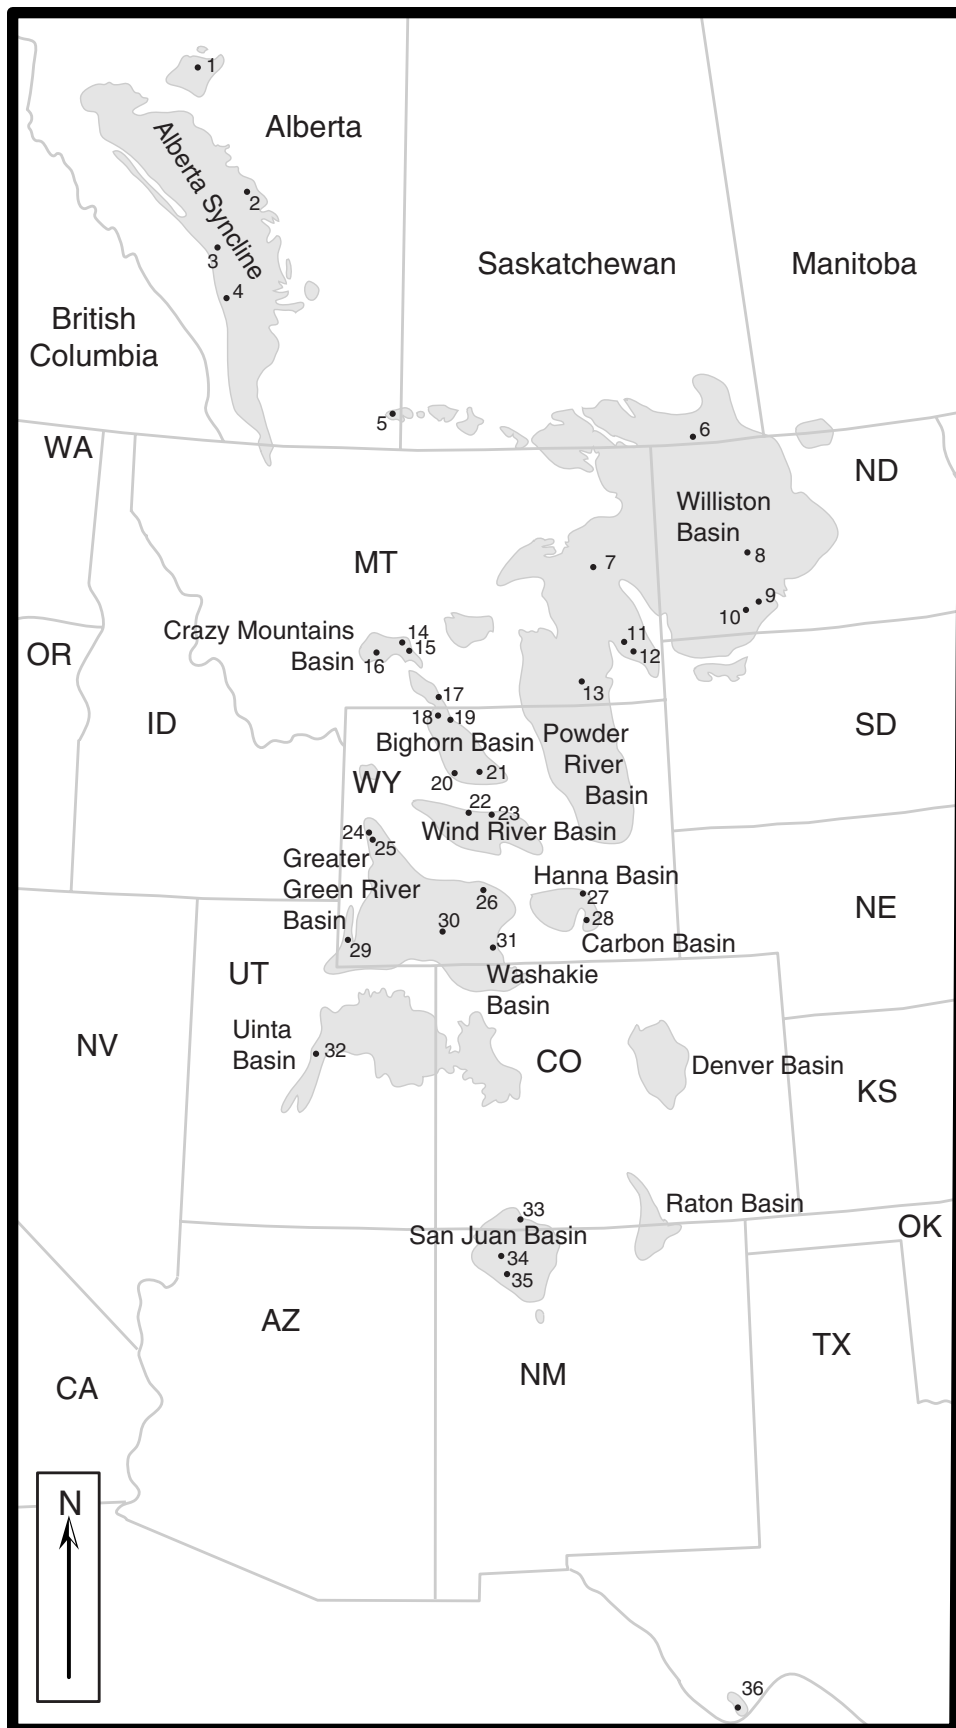 1
Alberta
Alberta Syncline
2
3
4
Saskatchewan
Manitoba
British
Columbia
5
6
WA
ND
Williston
Basin
8
MT
7
9
10
Crazy Mountains
Basin
14
15
16
11
12
OR
13
17
18
19
ID
SD
Bighorn Basin
Powder
River
Basin
WY
20
21
22
23
Wind River Basin
24
25
Greater
Green River
Basin
Hanna Basin
26
27
28
Carbon Basin
NE
29
30
31
UT
Washakie
Basin
Uinta
Basin
32
NV
CO
Denver Basin
KS
33
Raton Basin
San Juan Basin
OK
34
35
AZ
NM
TX
CA
N
36